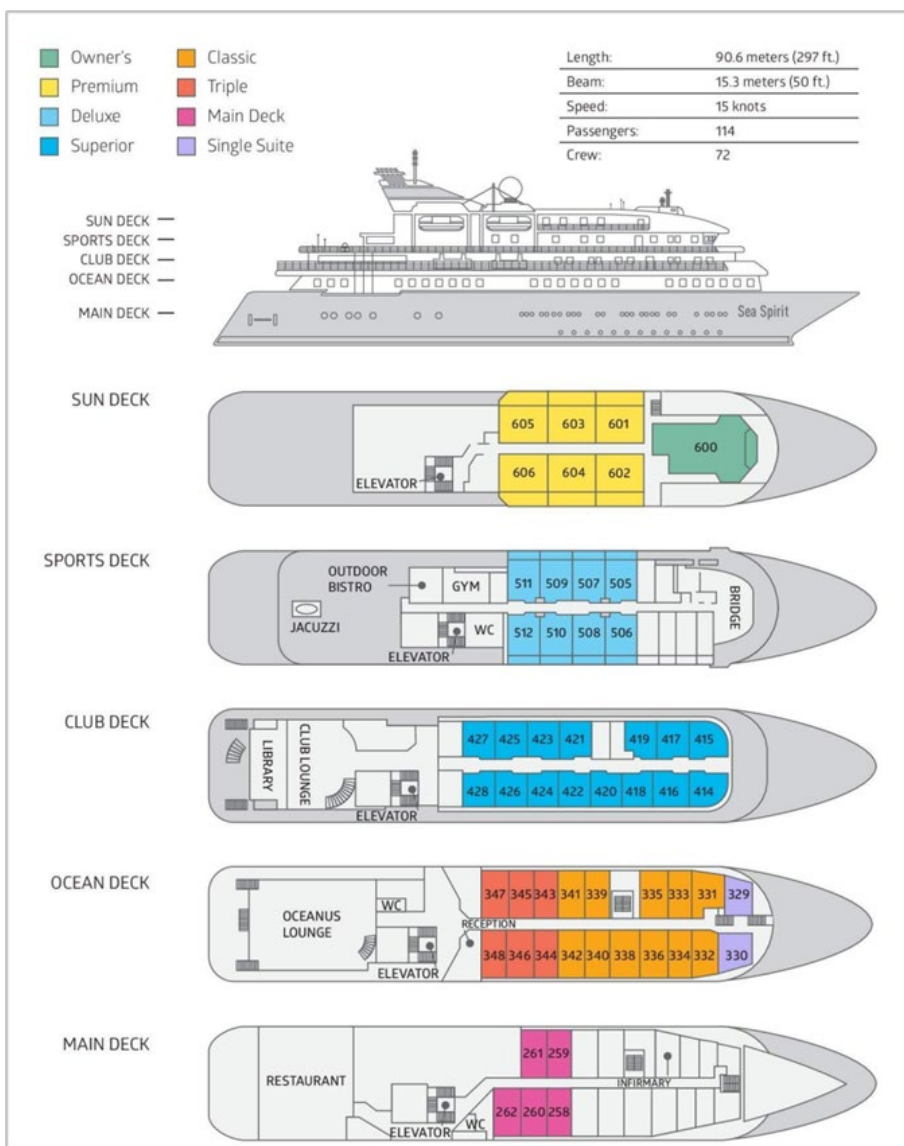 Owner's
Premium
Deluxe
Superior
Classic
Triple
Main Deck
Single Suite
Length: 90.6 meters (297 ft.)
Beam: 15.3 meters (50 ft.)
Speed: 15 knots
Passengers: 114
Crew: 72
SUN DECK
SPORTS DECK
CLUB DECK
OCEAN DECK
MAIN DECK
Sea Spirit
SUN DECK
605 603 601
600
606 604 602
ELEVATOR
SPORTS DECK
OUTDOOR
BISTRO
GYM
511 509 507 505
BRIDGE
JACUZZI
WC
512 510 508 506
ELEVATOR
CLUB DECK
LIBRARY
CLUB LOUNGE
427 425 423 421 419 417 415
428 426 424 422 420 418 416 414
ELEVATOR
OCEAN DECK
OCEANUS
LOUNGE
WC
347 345 343 341 339 335 333 331 329
RECEPTION
348 346 344 342 340 338 336 334 332 330
ELEVATOR
MAIN DECK
RESTAURANT
261 259
INFIRMARY
262 260 258
WC
ELEVATOR